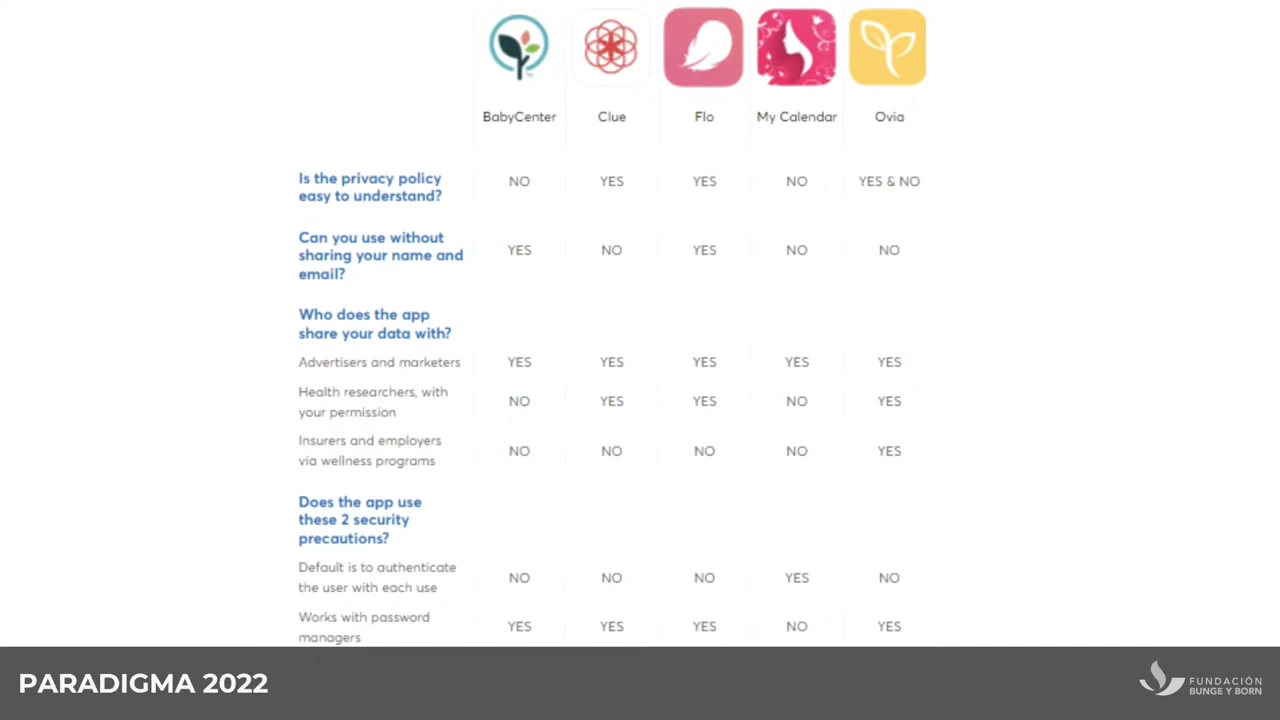 BabyCenter Clue Flo My Calendar Ovia
Is the privacy policy
easy to understand?
NO YES YES NO YES & NO
Can you use without
sharing your name and
email?
YES NO YES NO NO
Who does the app
share your data with?
Advertisers and marketers YES YES YES YES YES
Health researchers, with
your permission
NO YES YES NO YES
Insurers and employers
via wellness programs
NO NO NO NO YES
Does the app use
these 2 security
precautions?
Default is to authenticate
the user with each use
NO NO NO YES NO
Works with password
managers
YES YES YES NO YES
PARADIGMA 2022
FUNDACIÓN
BUNGE Y BORN